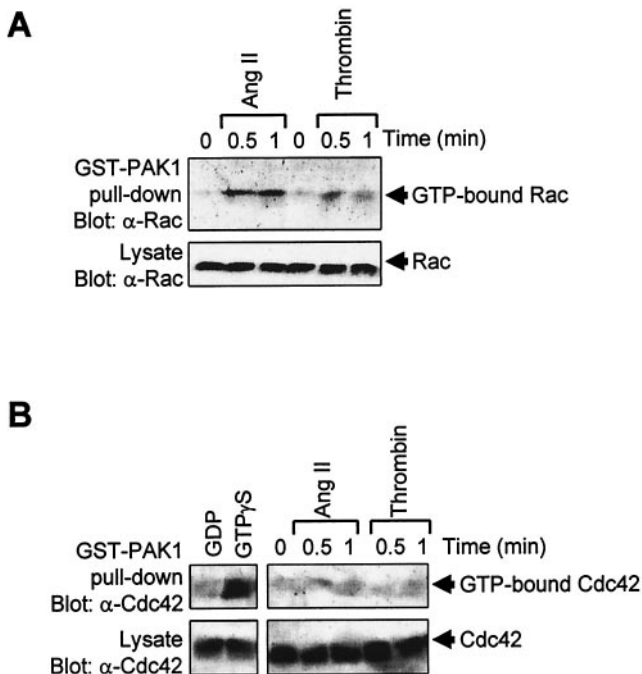 A
Ang II
Thrombin
0 0.5 1 0 0.5 1 Time (min)
GST-PAK1
pull-down
Blot: α-Rac
GTP-bound Rac
Lysate
Blot: α-Rac
Rac
B
GDP
GTPγS
Ang II
Thrombin
GST-PAK1
0 0.5 1 0.5 1 Time (min)
pull-down
Blot: α-Cdc42
GTP-bound Cdc42
Lysate
Blot: α-Cdc42
Cdc42